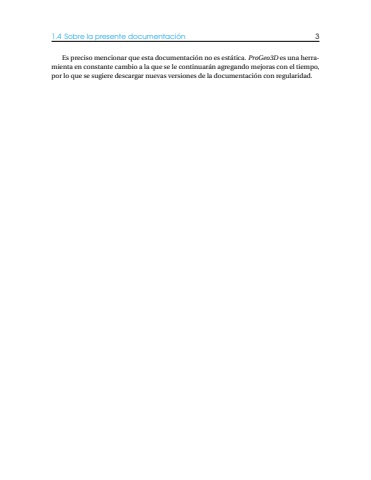 1.4 Sobre la presente documentación 3
Es preciso mencionar que esta documentación no es estática. ProGeo3D es una herra-
mienta en constante cambio a la que se le continuarán agregando mejoras con el tiempo,
por lo que se sugiere descargar nuevas versiones de la documentación con regularidad.